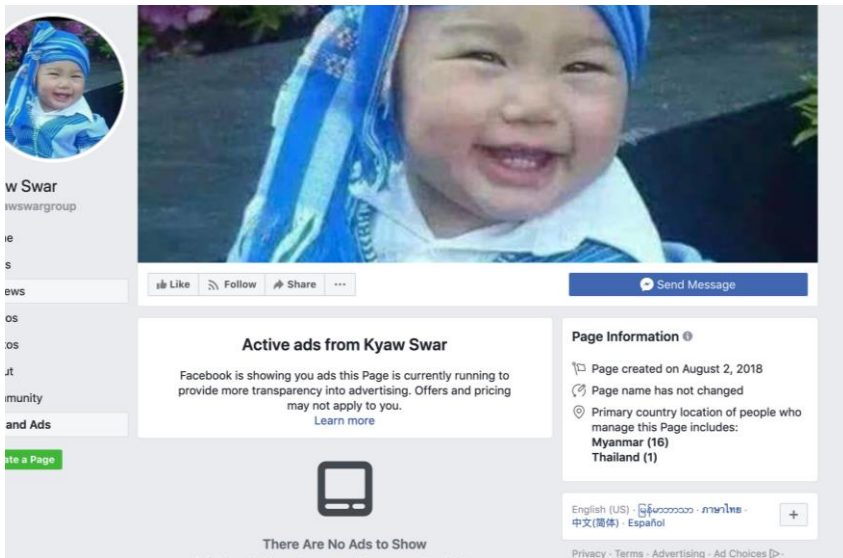 w Swar
awswargroup
ne
s
ews
os
tos
ut
mmunity
and Ads
ate a Page
Like
Follow
Share
Send Message
Active ads from Kyaw Swar
Facebook is showing you ads this Page is currently running to
provide more transparency into advertising. Offers and pricing
may not apply to you.
Learn more
There Are No Ads to Show
Page Information
Page created on August 2, 2018
Page name has not changed
Primary country location of people who
manage this Page includes:
Myanmar (16)
Thailand (1)
English (US) · မြန်မာဘာသာ · ภาษาไทย ·
中文(简体) · Español
Privacy · Terms · Advertising · Ad Choices ·